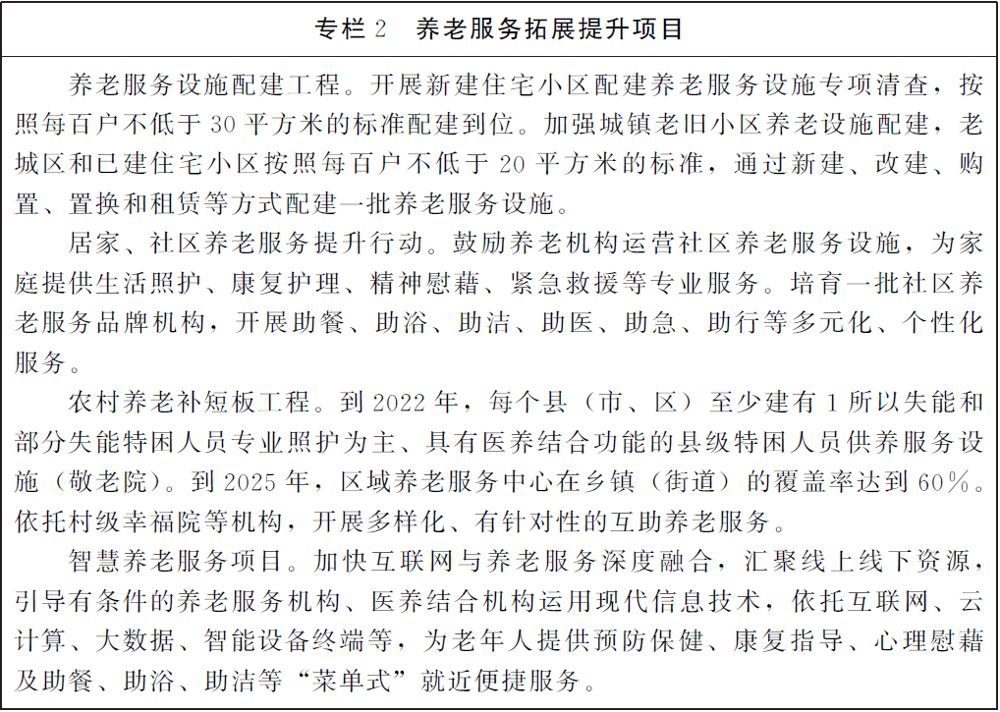 专栏2 养老服务拓展提升项目
养老服务设施配建工程。开展新建住宅小区配建养老服务设施专项清查，按
照每百户不低于30平方米的标准配建到位。加强城镇老旧小区养老设施配建，老
城区和已建住宅小区按照每百户不低于20平方米的标准，通过新建、改建、购
置、置换和租赁等方式配建一批养老服务设施。
居家、社区养老服务提升行动。鼓励养老机构运营社区养老服务设施，为家
庭提供生活照护、康复护理、精神慰藉、紧急救援等专业服务。培育一批社区养
老服务品牌机构，开展助餐、助浴、助洁、助医、助急、助行等多元化、个性化
服务。
农村养老补短板工程。到2022年，每个县（市、区）至少建有1所以失能和
部分失能特困人员专业照护为主、具有医养结合功能的县级特困人员供养服务设
施（敬老院）。到2025年，区域养老服务中心在乡镇（街道）的覆盖率达到60%。
依托村级幸福院等机构，开展多样化、有针对性的互助养老服务。
智慧养老服务项目。加快互联网与养老服务深度融合，汇聚线上线下资源，
引导有条件的养老服务机构、医养结合机构运用现代信息技术，依托互联网、云
计算、大数据、智能设备终端等，为老年人提供预防保健、康复指导、心理慰藉
及助餐、助浴、助洁等“菜单式”就近便捷服务。